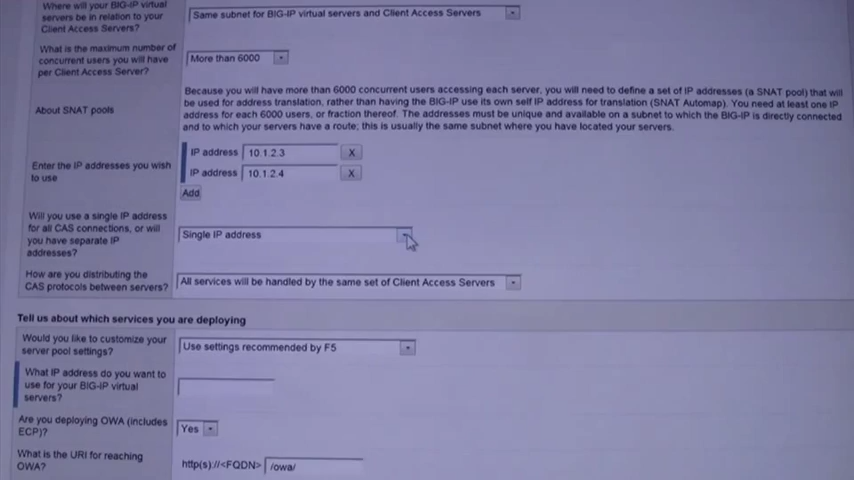 Where will your BIG-IP virtual
servers be in relation to your
Client Access Servers?
Same subnet for BIG-IP virtual servers and Client Access Servers
What is the maximum number of
concurrent users you will have
per Client Access Server?
More than 6000
About SNAT pools
Because you will have more than 6000 concurrent users accessing each server, you will need to define a set of IP addresses (a SNAT pool) that will
be used for address translation, rather than having the BIG-IP use its own self IP address for translation (SNAT Automap). You need at least one IP
address for each 6000 users, or fraction thereof. The addresses must be unique and available on a subnet to which the BIG-IP is directly connected
and to which your servers have a route; this is usually the same subnet where you have located your servers.
Enter the IP addresses you wish
to use
IP address 10.1.2.3 X
IP address 10.1.2.4 X
Add
Will you use a single IP address
for all CAS connections, or will
you have separate IP
addresses?
Single IP address
How are you distributing the
CAS protocols between servers?
All services will be handled by the same set of Client Access Servers
Tell us about which services you are deploying
Would you like to customize your
server pool settings?
Use settings recommended by F5
What IP address do you want to
use for your BIG-IP virtual
servers?
Are you deploying OWA (includes
ECP)?
Yes
What is the URI for reaching
OWA?
http(s)://<FQDN> /owa/